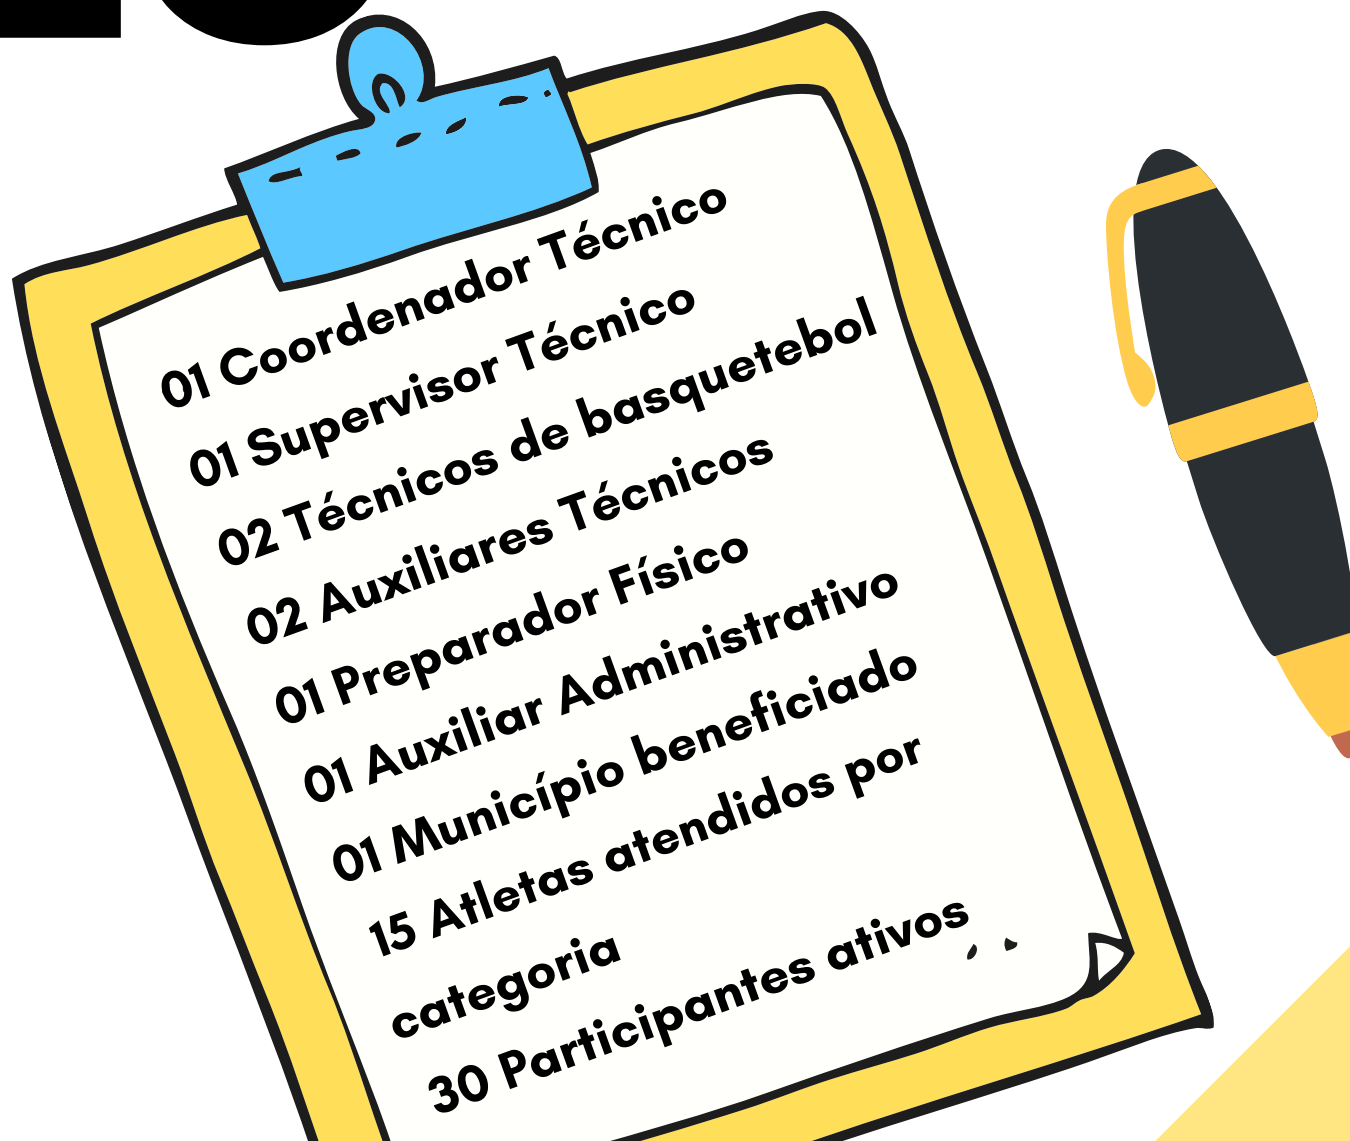 01 Coordenador Técnico
01 Supervisor Técnico
02 Técnicos de basquetebol
02 Auxiliares Técnicos
01 Preparador Físico
01 Auxiliar Administrativo
01 Município beneficiado
15 Atletas atendidos por
categoria
30 Participantes ativos